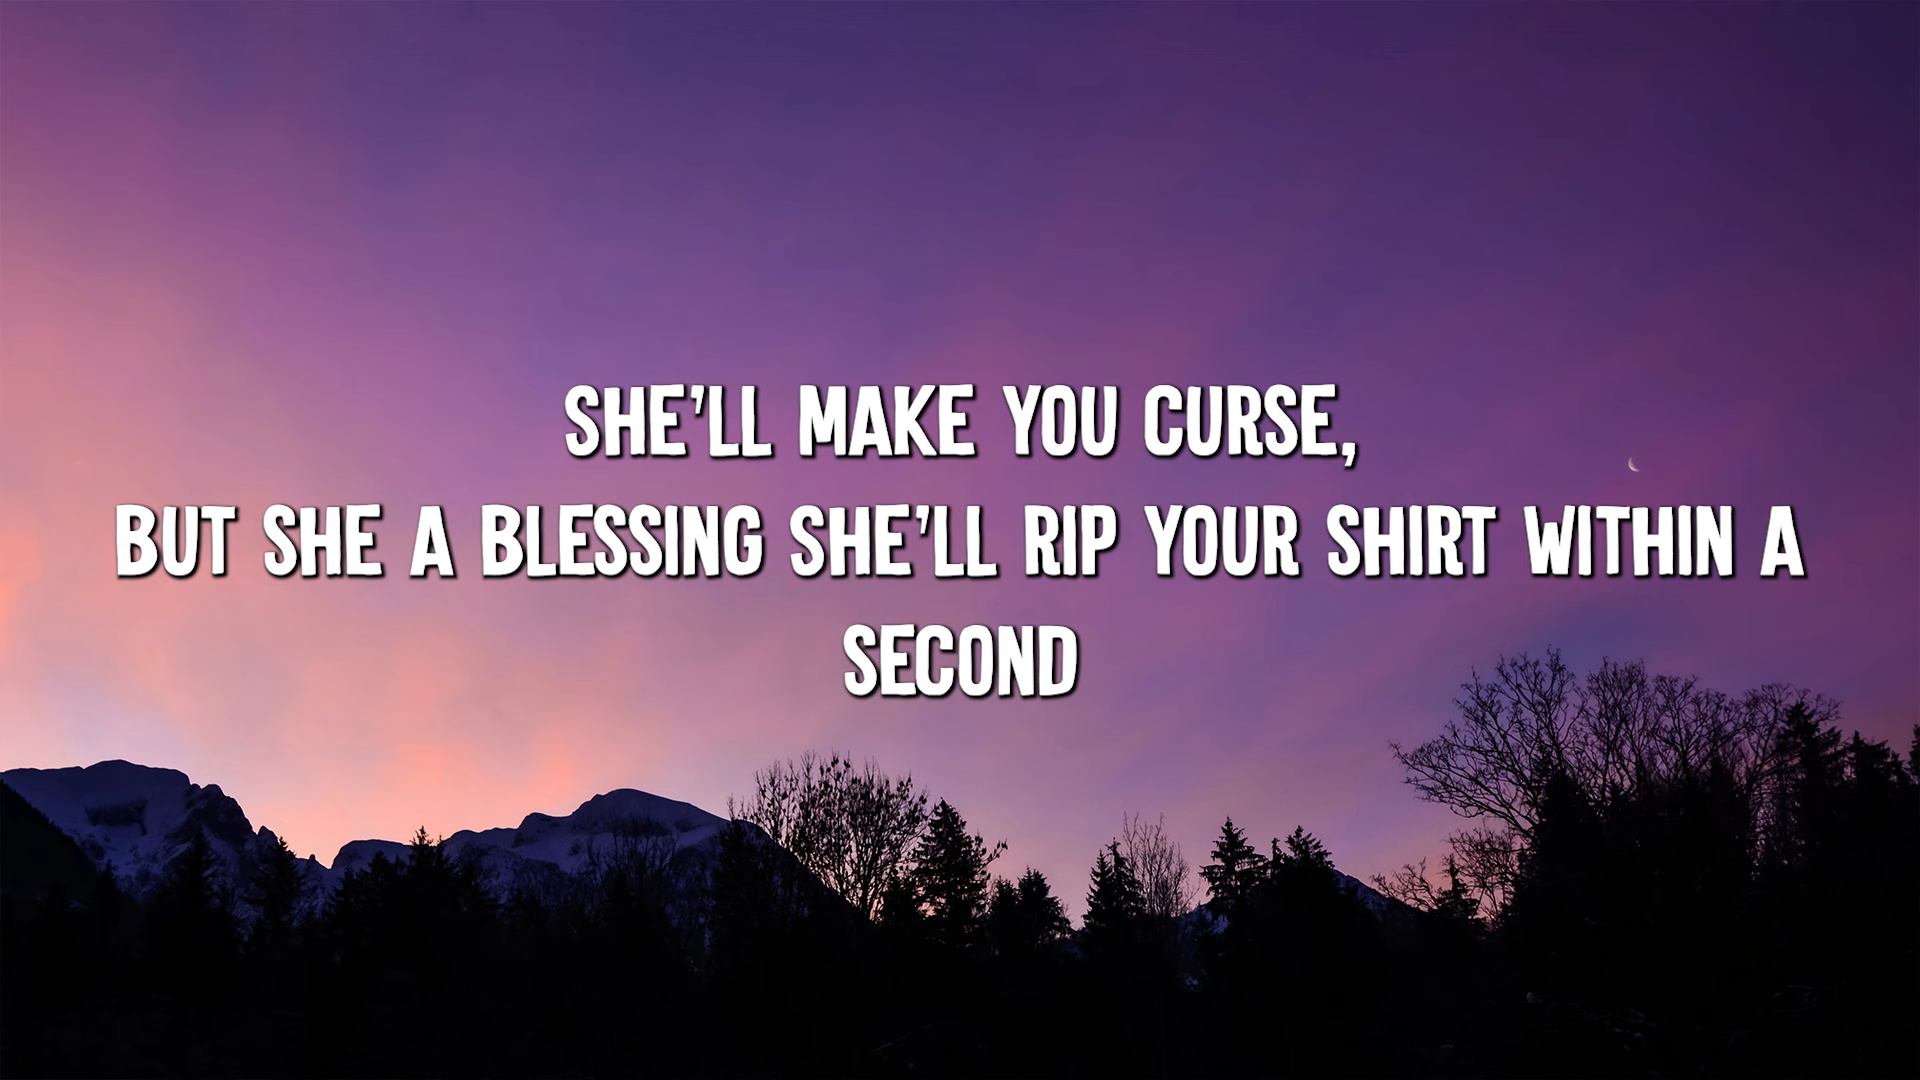 SHE'LL MAKE YOU CURSE,
BUT SHE A BLESSING SHE'LL RIP YOUR SHIRT WITHIN A
SECOND